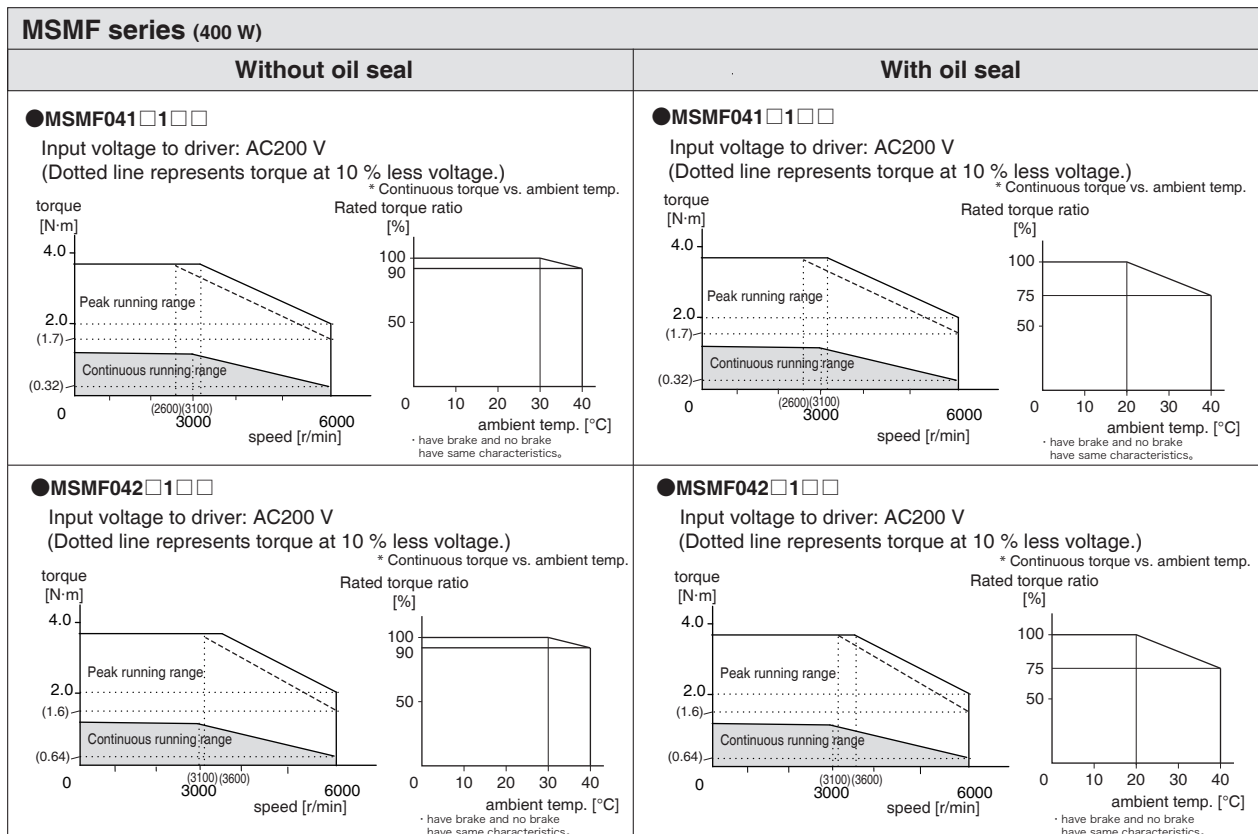 MSMF series (400 W)
Without oil seal
With oil seal
●MSMF041□1□□
Input voltage to driver: AC200 V
(Dotted line represents torque at 10 % less voltage.)
* Continuous torque vs. ambient temp.
torque
[N·m]
Rated torque ratio
[%]
4.0
2.0
(1.7)
(0.32)
Peak running range
Continuous running range
0
(2600)(3100)
3000
6000
speed [r/min]
100
90
50
0
10
20
30
40
ambient temp. [°C]
· have brake and no brake
have same characteristics。
●MSMF041□1□□
Input voltage to driver: AC200 V
(Dotted line represents torque at 10 % less voltage.)
* Continuous torque vs. ambient temp.
torque
[N·m]
Rated torque ratio
[%]
4.0
2.0
(1.7)
(0.32)
Peak running range
Continuous running range
0
(2600)(3100)
3000
6000
speed [r/min]
100
75
50
0
10
20
30
40
ambient temp. [°C]
· have brake and no brake
have same characteristics。
●MSMF042□1□□
Input voltage to driver: AC200 V
(Dotted line represents torque at 10 % less voltage.)
* Continuous torque vs. ambient temp.
torque
[N·m]
Rated torque ratio
[%]
4.0
2.0
(1.6)
(0.64)
Peak running range
Continuous running range
0
(3100)(3600)
3000
6000
speed [r/min]
100
90
50
0
10
20
30
40
ambient temp. [°C]
· have brake and no brake
have same characteristics。
●MSMF042□1□□
Input voltage to driver: AC200 V
(Dotted line represents torque at 10 % less voltage.)
* Continuous torque vs. ambient temp.
torque
[N·m]
Rated torque ratio
[%]
4.0
2.0
(1.6)
(0.64)
Peak running range
Continuous running range
0
(3100)(3600)
3000
6000
speed [r/min]
100
75
50
0
10
20
30
40
ambient temp. [°C]
· have brake and no brake
have same characteristics。